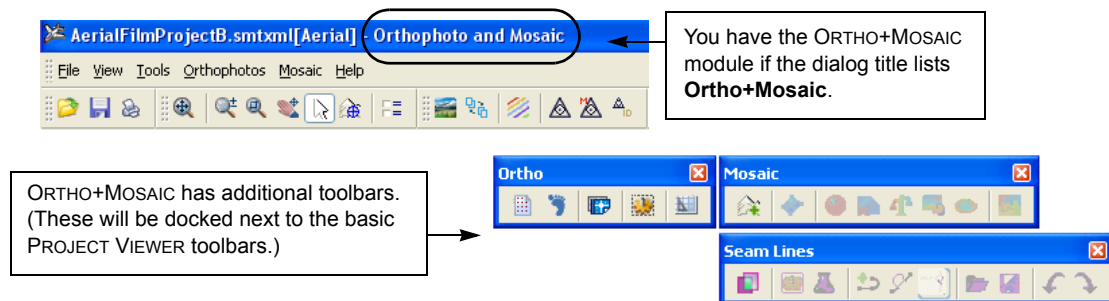 AerialFilmProjectB.smtxml[Aerial] - Orthophoto and Mosaic
File View Tools Orthophotos Mosaic Help
M
ID
You have the ORTHO+MOSAIC
module if the dialog title lists
Ortho+Mosaic.
ORTHO+MOSAIC has additional toolbars.
(These will be docked next to the basic
PROJECT VIEWER toolbars.)
Ortho
Mosaic
Seam Lines